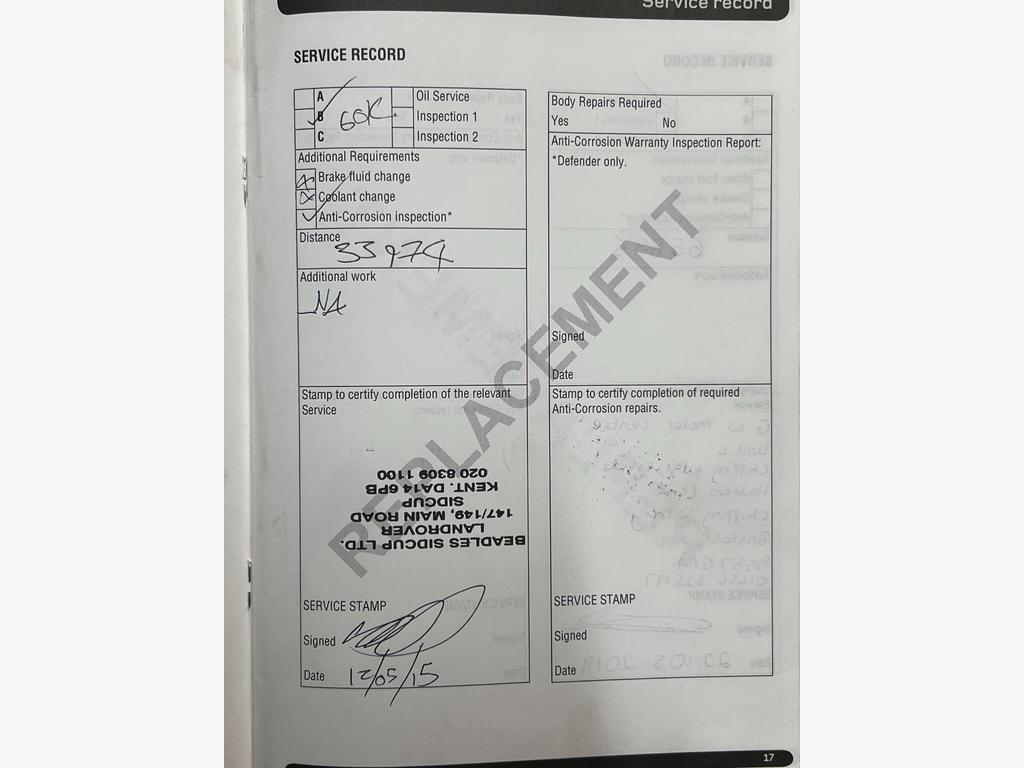 Service record
SERVICE RECORD
A
B
C
60K
Oil Service
Inspection 1
Inspection 2
Additional Requirements
Brake fluid change
Coolant change
Anti-Corrosion inspection*
Distance
33974
Additional work
NA
Stamp to certify completion of the relevant
Service
BEADLES SIDCUP LTD.
LANDROVER
147/149, MAIN ROAD
SIDCUP
KENT. DA14 6PB
020 8309 1100
SERVICE STAMP
Signed
Date 12/05/15
Body Repairs Required
Yes No
Anti-Corrosion Warranty Inspection Report:
*Defender only.
Signed
Date
Stamp to certify completion of required
Anti-Corrosion repairs.
SERVICE STAMP
Signed
Date
REPLACEMENT
17